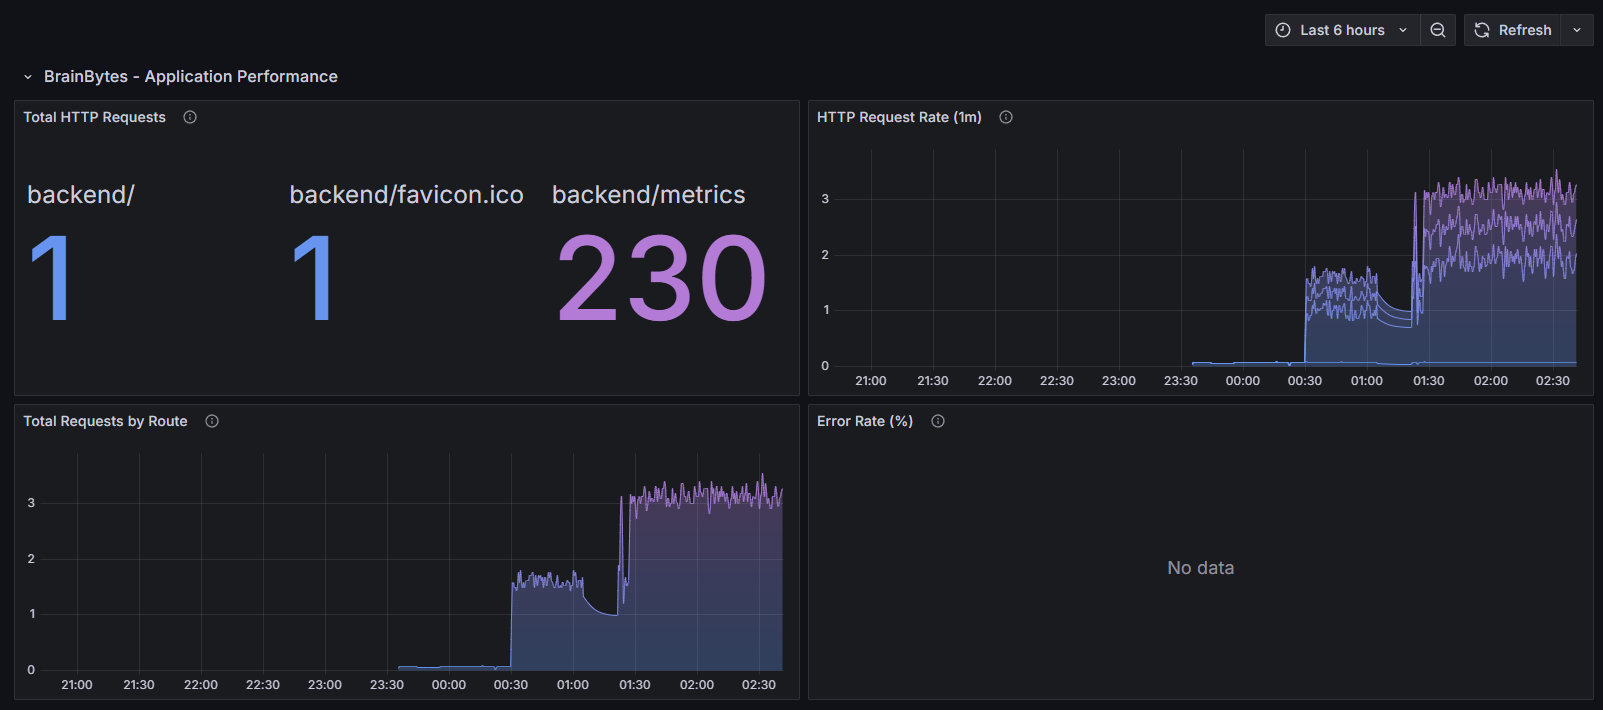 Last 6 hours
Refresh
BrainBytes - Application Performance
Total HTTP Requests
backend/
1
backend/favicon.ico
1
backend/metrics
230
HTTP Request Rate (1m)
3
2
1
0
21:00 21:30 22:00 22:30 23:00 23:30 00:00 00:30 01:00 01:30 02:00 02:30
Total Requests by Route
3
2
1
0
21:00 21:30 22:00 22:30 23:00 23:30 00:00 00:30 01:00 01:30 02:00 02:30
Error Rate (%)
No data